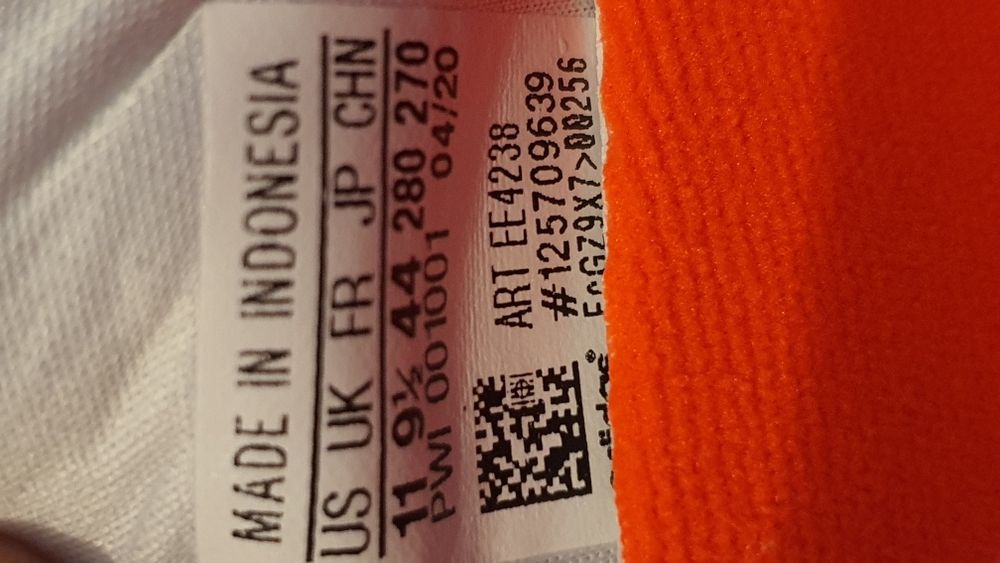 MADE IN INDONESIA
US UK FR JP CHN
11 9½ 44 280 270
PWI 001001 04/20
ART EE4238
#125709639